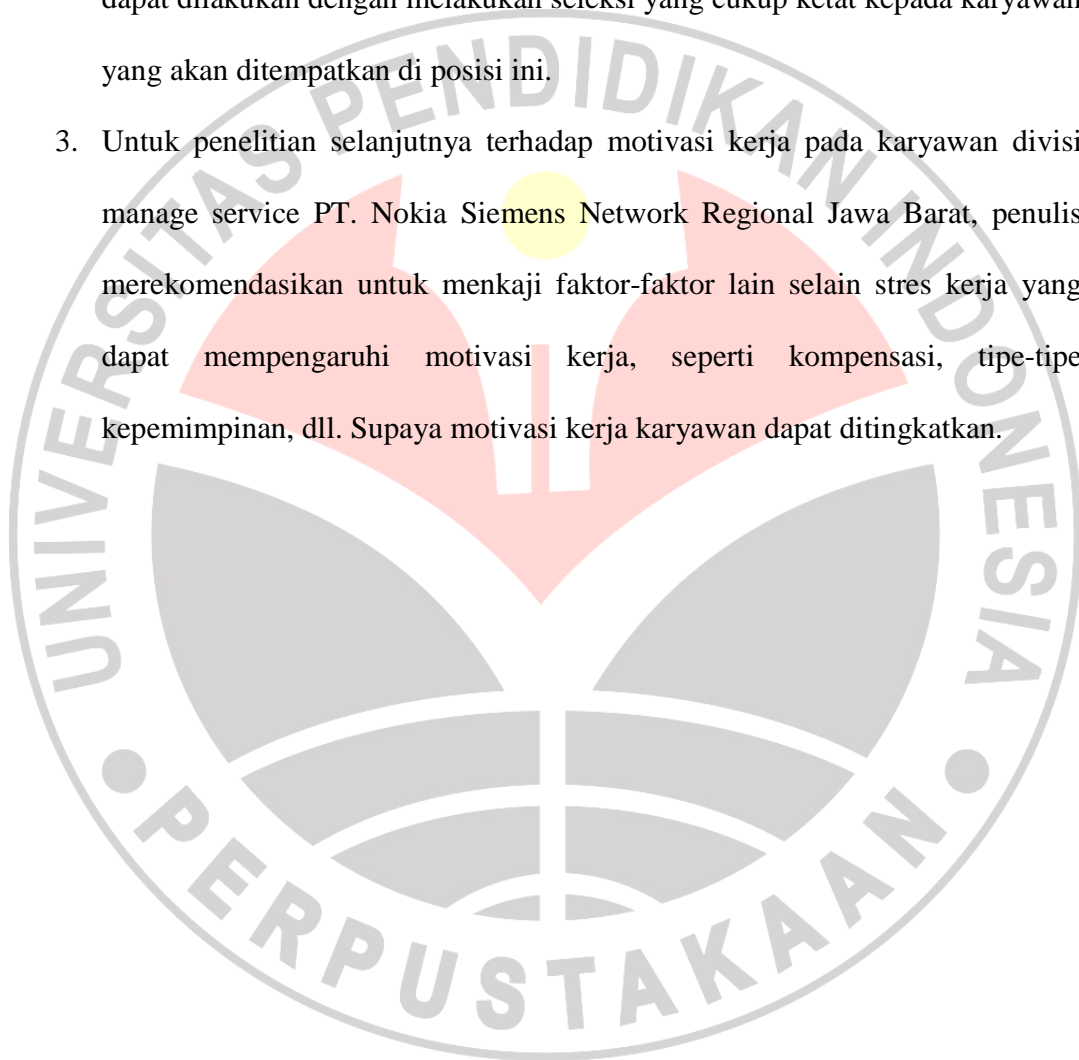 dapat dilakukan dengan melakukan seleksi yang cukup ketat kepada karyawan
yang akan ditempatkan di posisi ini.
3. Untuk penelitian selanjutnya terhadap motivasi kerja pada karyawan divisi
manage service PT. Nokia Siemens Network Regional Jawa Barat, penulis
merekomendasikan untuk menkaji faktor-faktor lain selain stres kerja yang
dapat mempengaruhi motivasi kerja, seperti kompensasi, tipe-tipe
kepemimpinan, dll. Supaya motivasi kerja karyawan dapat ditingkatkan.
UNIVERSITAS PENDIDIKAN INDONESIA
PERPUSTAKAAN